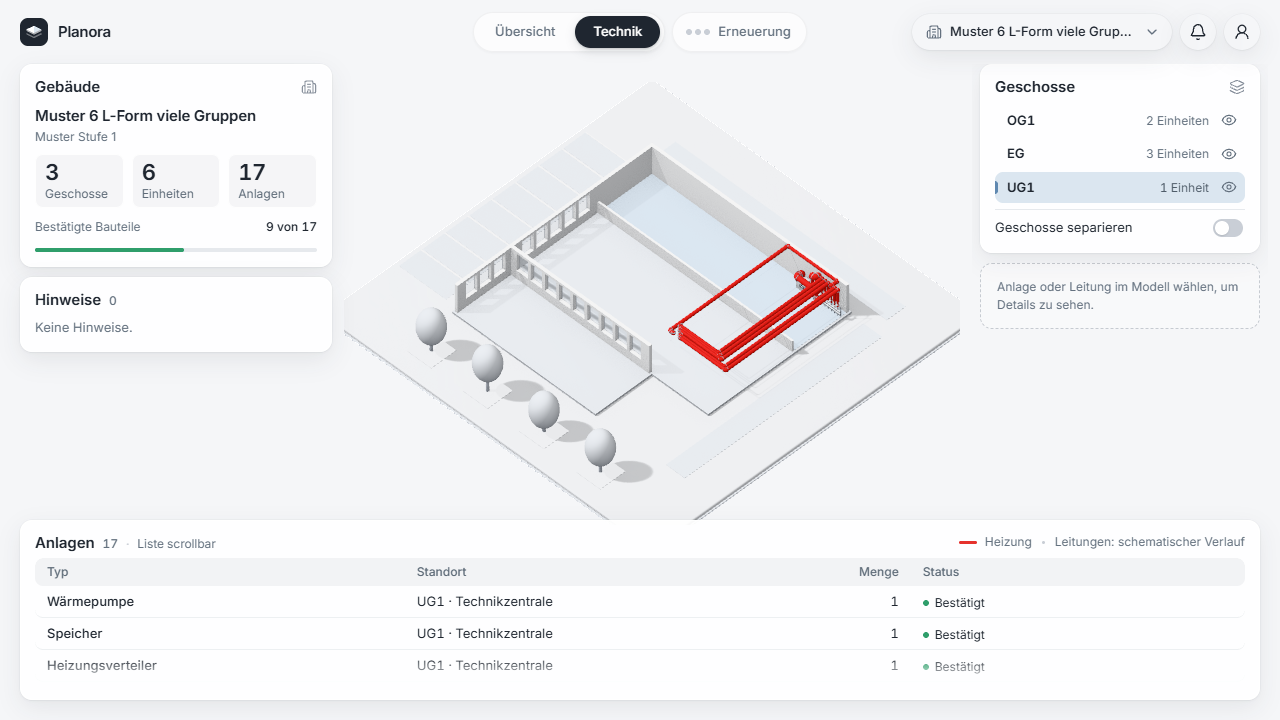 Planora
Übersicht
Technik
Erneuerung
Muster 6 L-Form viele Grup...
Gebäude
Muster 6 L-Form viele Gruppen
Muster Stufe 1
3
Geschosse
6
Einheiten
17
Anlagen
Bestätigte Bauteile
9 von 17
Hinweise 0
Keine Hinweise.
Geschosse
OG1 2 Einheiten
EG 3 Einheiten
UG1 1 Einheit
Geschosse separieren
Anlage oder Leitung im Modell wählen, um
Details zu sehen.
Anlagen 17 · Liste scrollbar
Heizung · Leitungen: schematischer Verlauf
Typ Standort Menge Status
Wärmepumpe UG1 · Technikzentrale 1 Bestätigt
Speicher UG1 · Technikzentrale 1 Bestätigt
Heizungsverteiler UG1 · Technikzentrale 1 Bestätigt